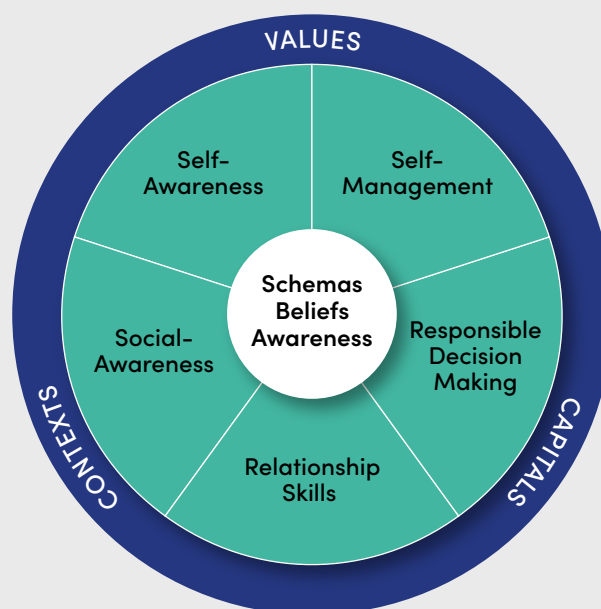 VALUES
Self-
Awareness
Self-
Management
Schemas
Beliefs
Awareness
Social-
Awareness
Responsible
Decision
Making
Relationship
Skills
CONTEXTS
CAPITALS